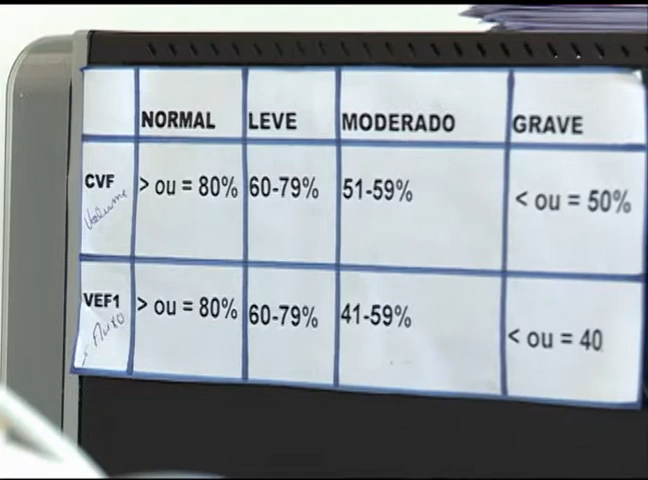 NORMAL LEVE MODERADO GRAVE
CVF > ou = 80% 60-79% 51-59% < ou = 50%
Volume
VEF1 > ou = 80% 60-79% 41-59% < ou = 40
Fluxo